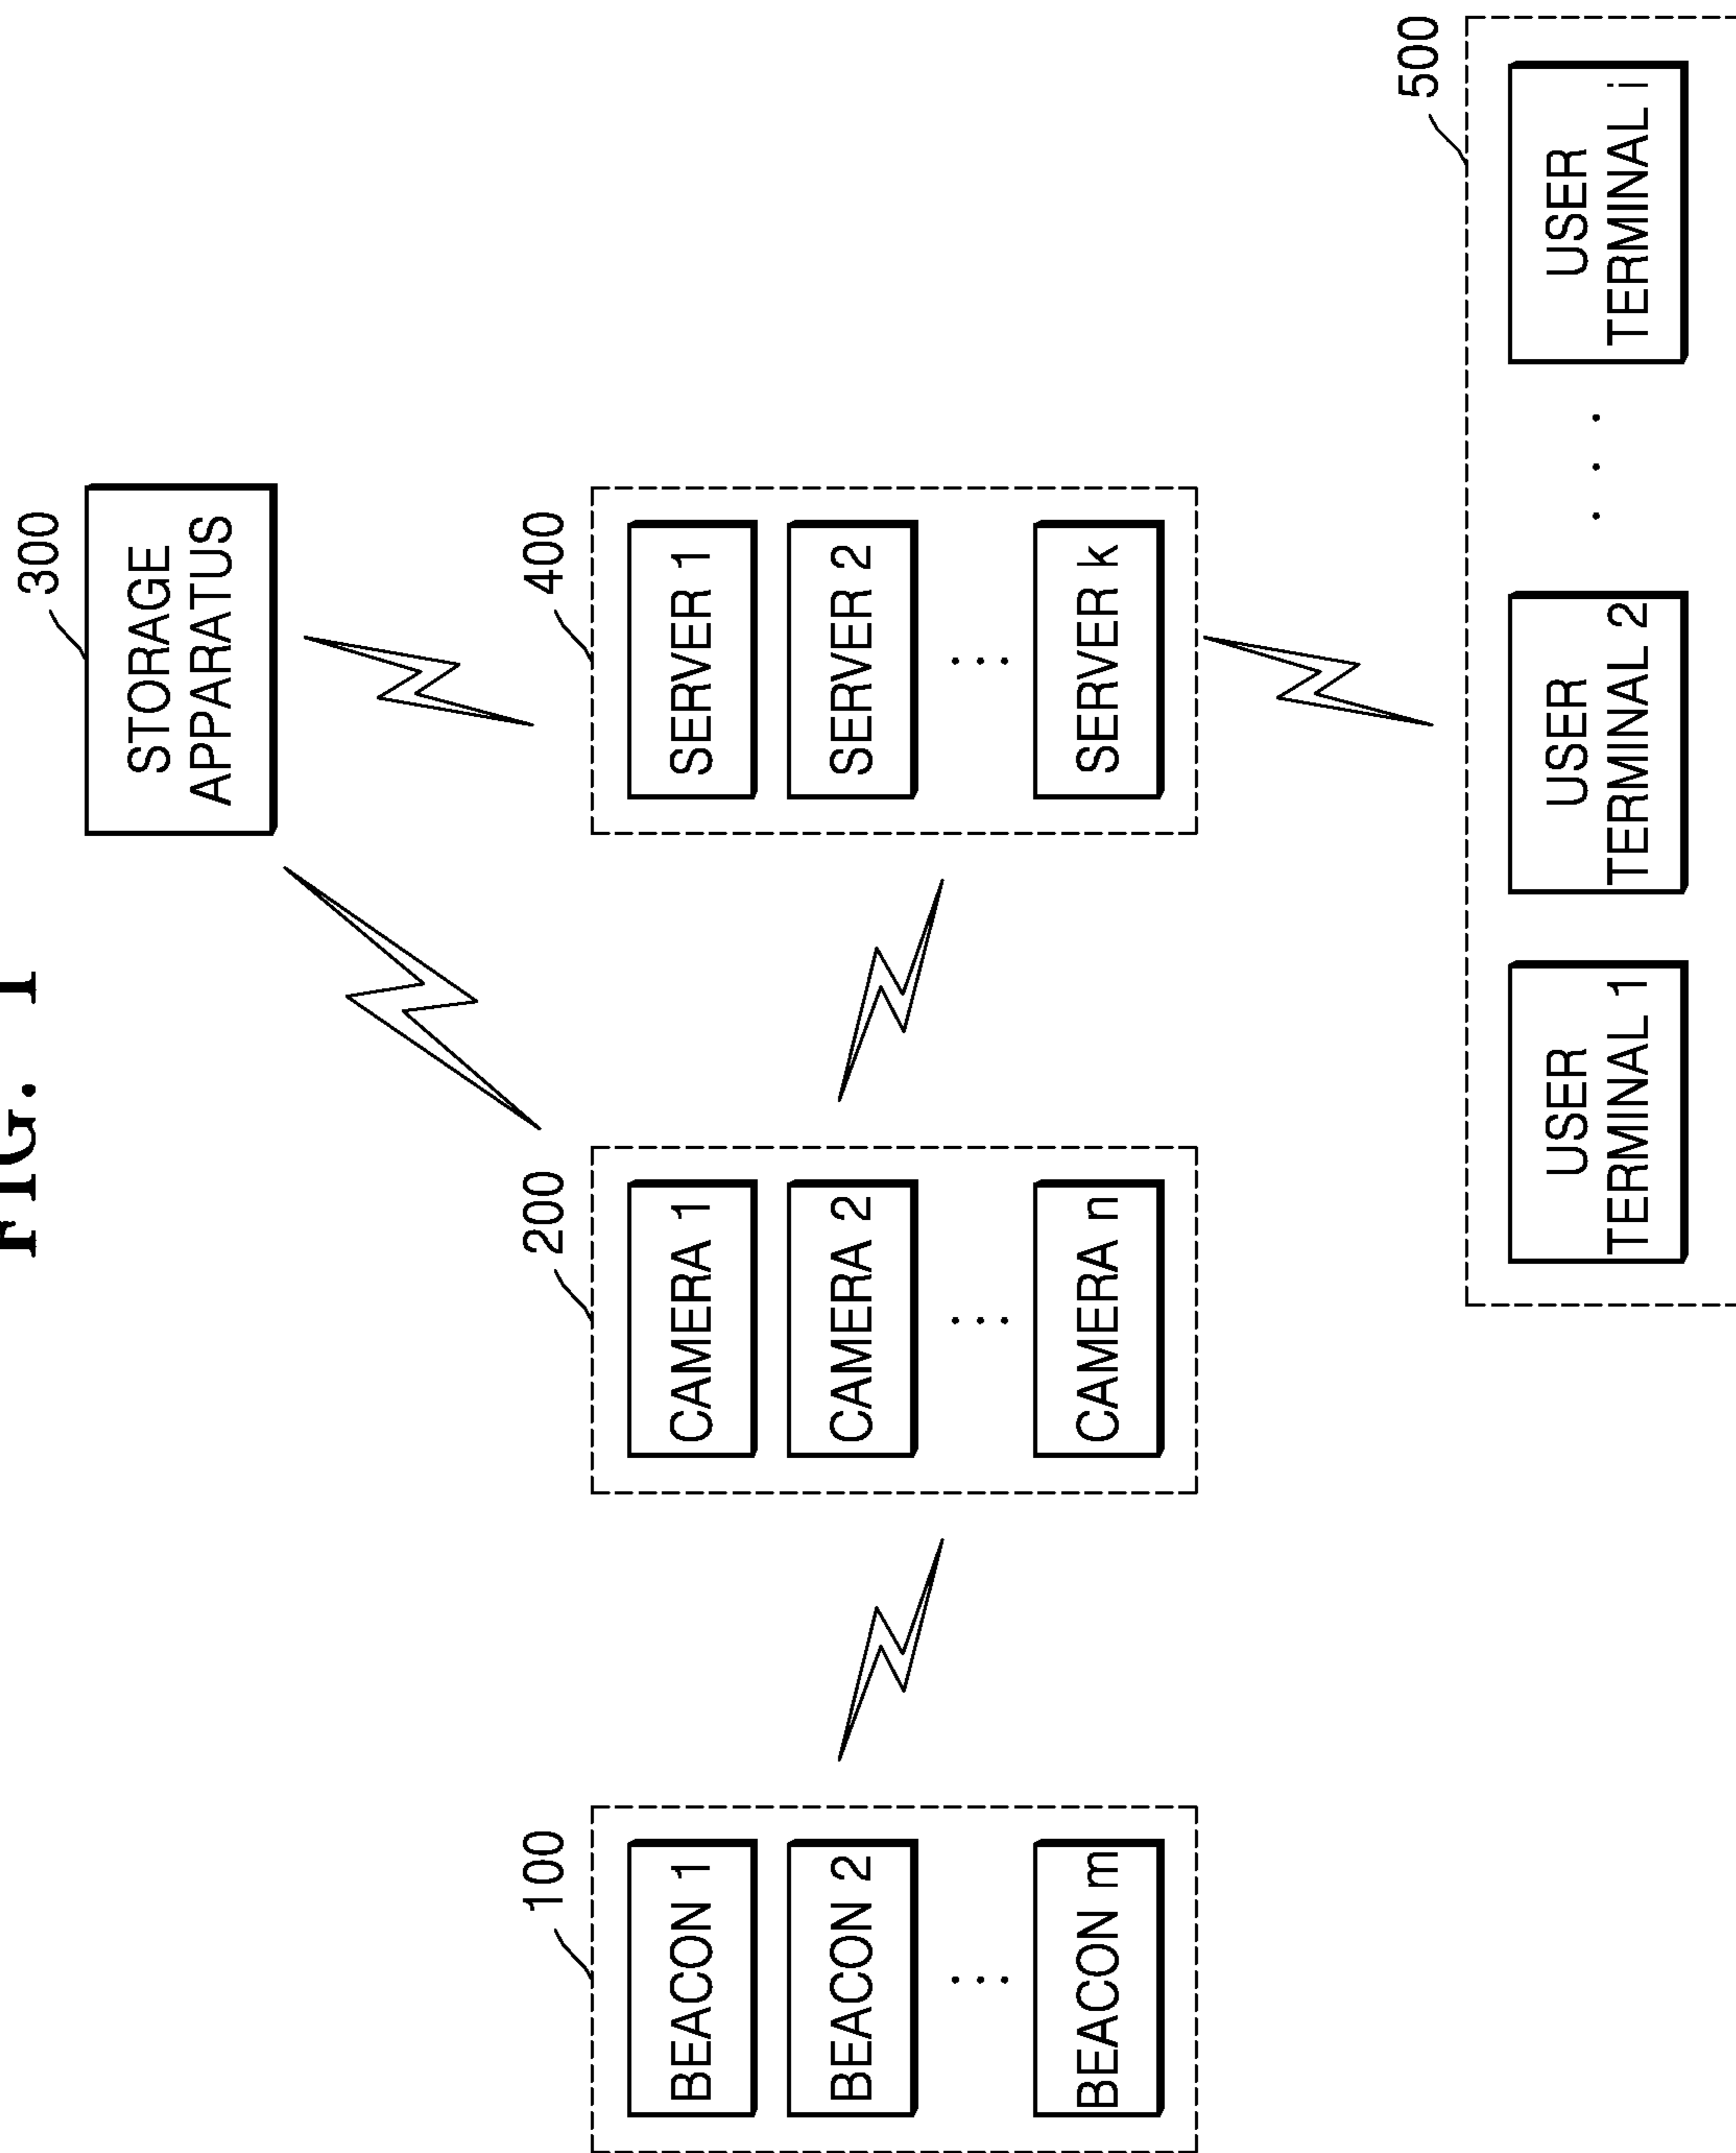 FIG. 1
300
STORAGE
APPARATUS
100
BEACON 1
BEACON 2
...
BEACON m
200
CAMERA 1
CAMERA 2
...
CAMERA n
400
SERVER 1
SERVER 2
...
SERVER k
500
USER
TERMINAL 1
USER
TERMINAL 2
...
USER
TERMINAL i